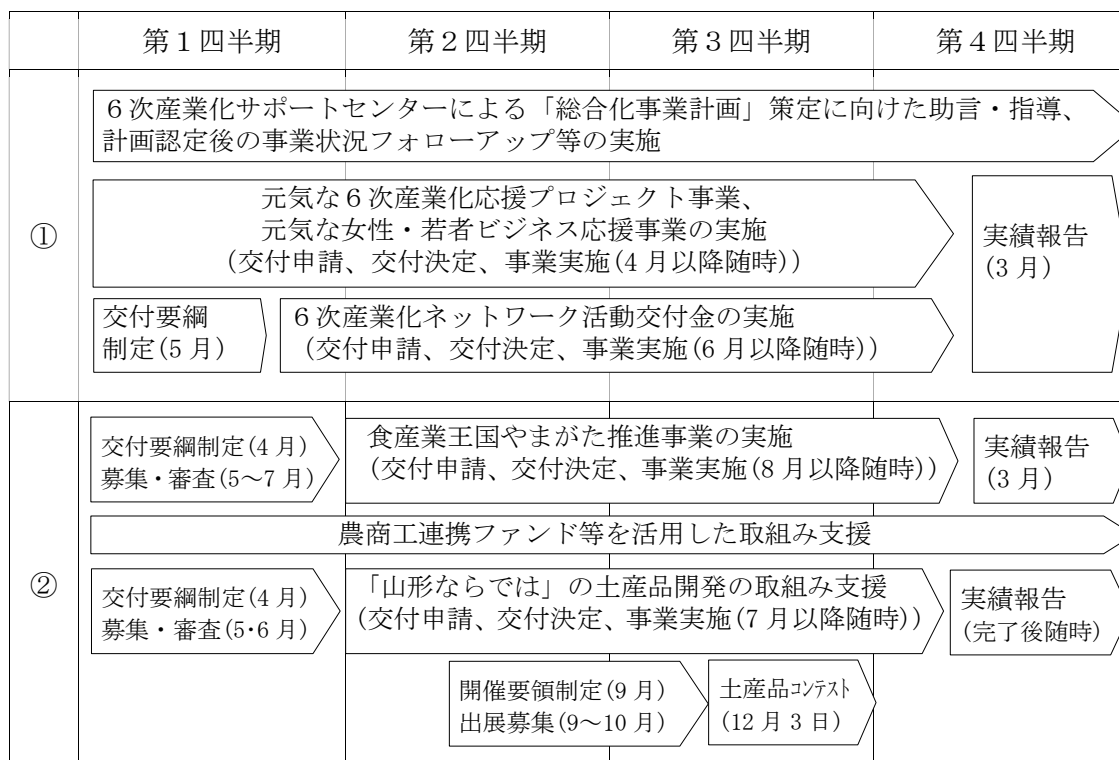 第１四半期
第２四半期
第３四半期
第４四半期
①
６次産業化サポートセンターによる「総合化事業計画」策定に向けた助言・指導、
計画認定後の事業状況フォローアップ等の実施
元気な６次産業化応援プロジェクト事業、
元気な女性・若者ビジネス応援事業の実施
(交付申請、交付決定、事業実施(4月以降随時))
実績報告
(3月)
交付要綱
制定(5月)
６次産業化ネットワーク活動交付金の実施
(交付申請、交付決定、事業実施(6月以降随時))
②
交付要綱制定(4月)
募集・審査(5～7月)
食産業王国やまがた推進事業の実施
(交付申請、交付決定、事業実施(8月以降随時))
実績報告
(3月)
農商工連携ファンド等を活用した取組み支援
交付要綱制定(4月)
募集・審査(5･6月)
「山形ならでは」の土産品開発の取組み支援
(交付申請、交付決定、事業実施(7月以降随時))
実績報告
(完了後随時)
開催要領制定(9月)
出展募集(9～10月)
土産品ｺﾝﾃｽﾄ
(12月3日)